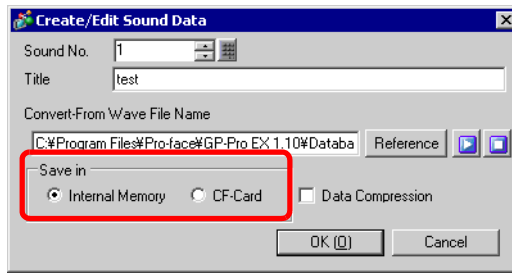 Create/Edit Sound Data
Sound No. 1
Title test
Convert-From Wave File Name
C:¥Program Files¥Pro-face¥GP-Pro EX 1.10¥Databa Reference
Save in
Internal Memory CF-Card Data Compression
OK (O) Cancel